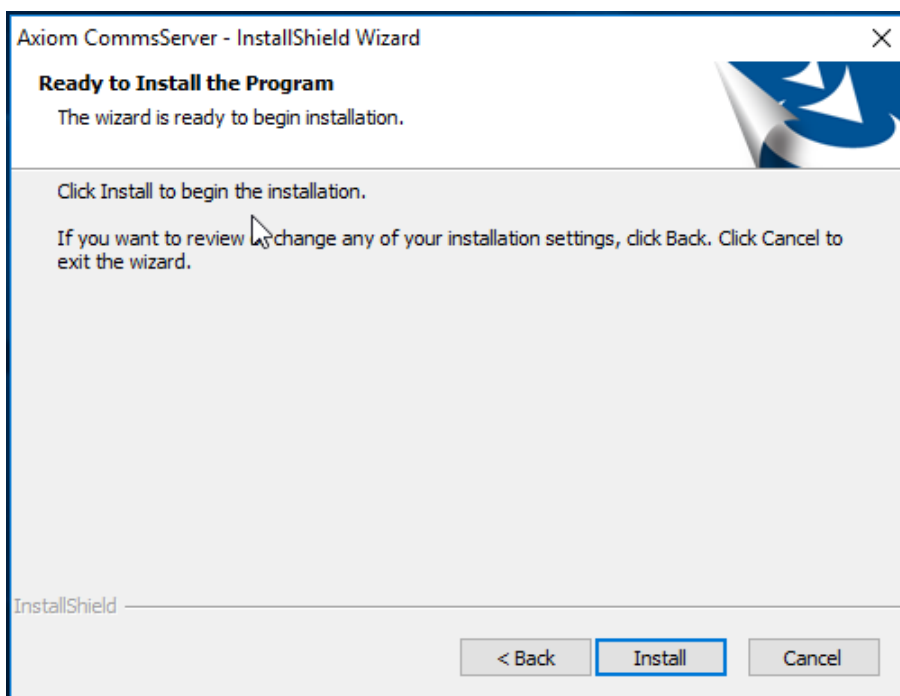 Axiom CommsServer - InstallShield Wizard
Ready to Install the Program
The wizard is ready to begin installation.
Click Install to begin the installation.
If you want to review change any of your installation settings, click Back. Click Cancel to
exit the wizard.
InstallShield
< Back
Install
Cancel